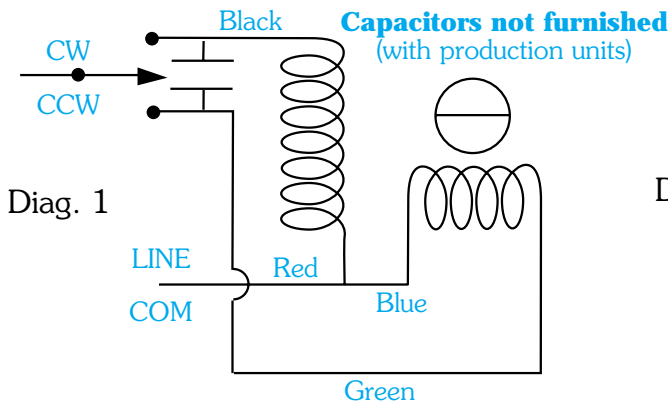 Black
Capacitors not furnished
(with production units)
CW
CCW
Diag. 1
D
LINE
Red
COM
Blue
Green